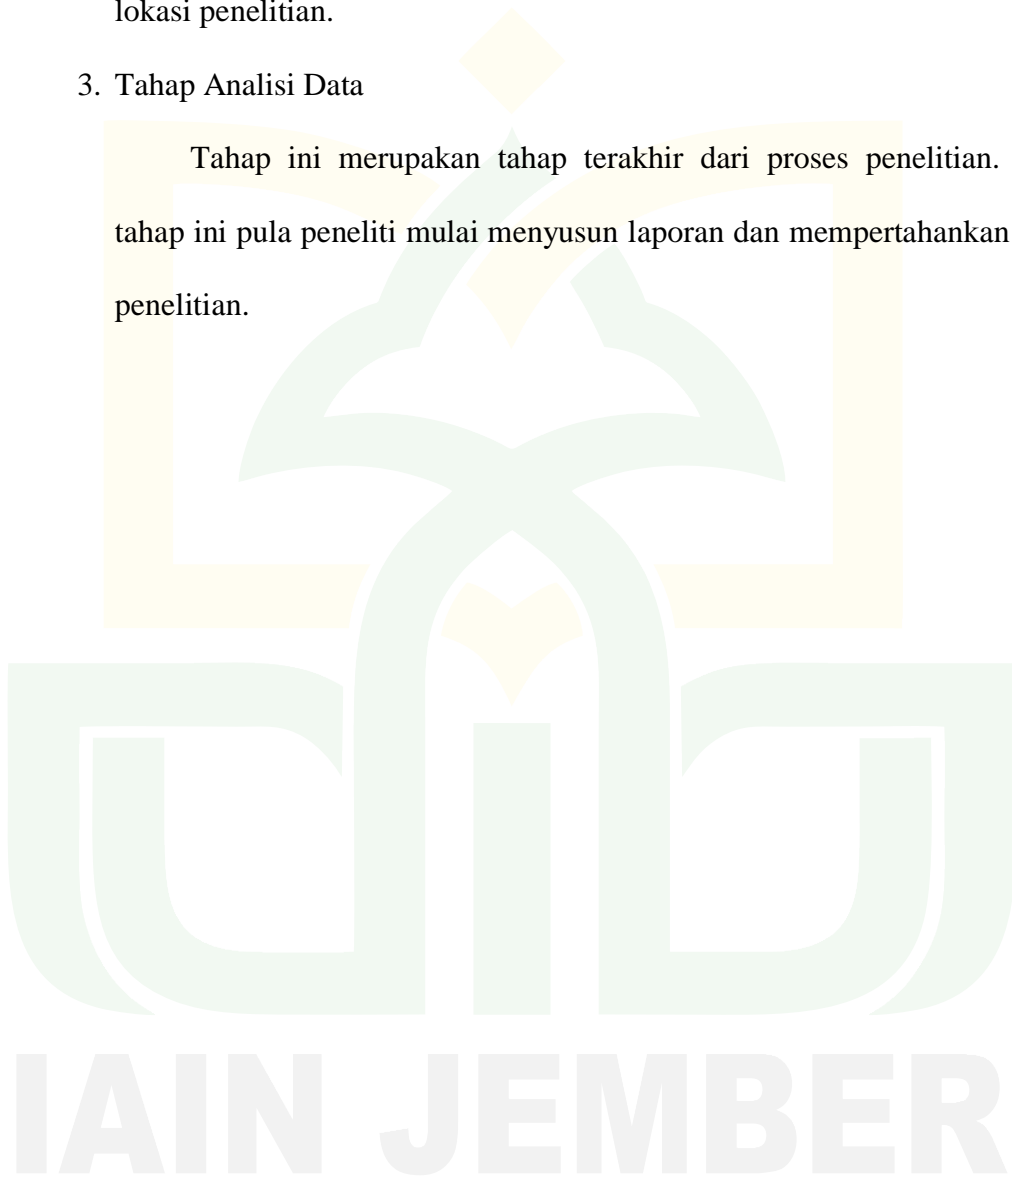 lokasi penelitian.
3. Tahap Analisi Data
Tahap ini merupakan tahap terakhir dari proses penelitian.
tahap ini pula peneliti mulai menyusun laporan dan mempertahankan
penelitian.
IAIN JEMBER